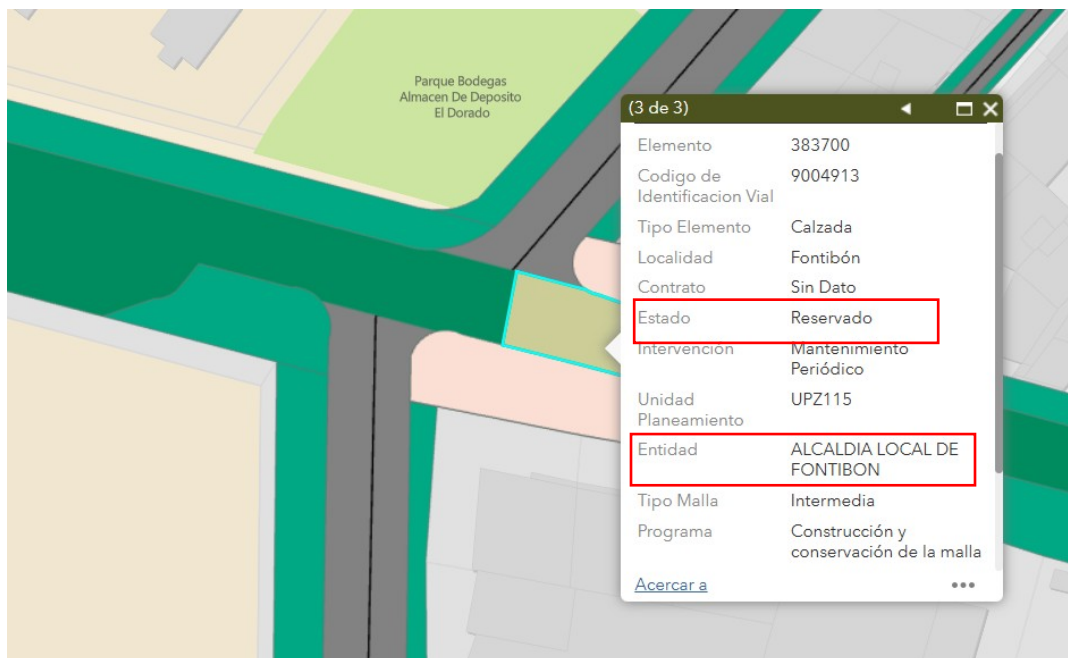 Parque Bodegas
Almacen De Deposito
El Dorado
(3 de 3)
Elemento 383700
Codigo de Identificacion Vial 9004913
Tipo Elemento Calzada
Localidad Fontibón
Contrato Sin Dato
Estado Reservado
Intervención Mantenimiento Periódico
Unidad Planeamiento UPZ115
Entidad ALCALDIA LOCAL DE FONTIBON
Tipo Malla Intermedia
Programa Construcción y conservación de la malla
Acercar a